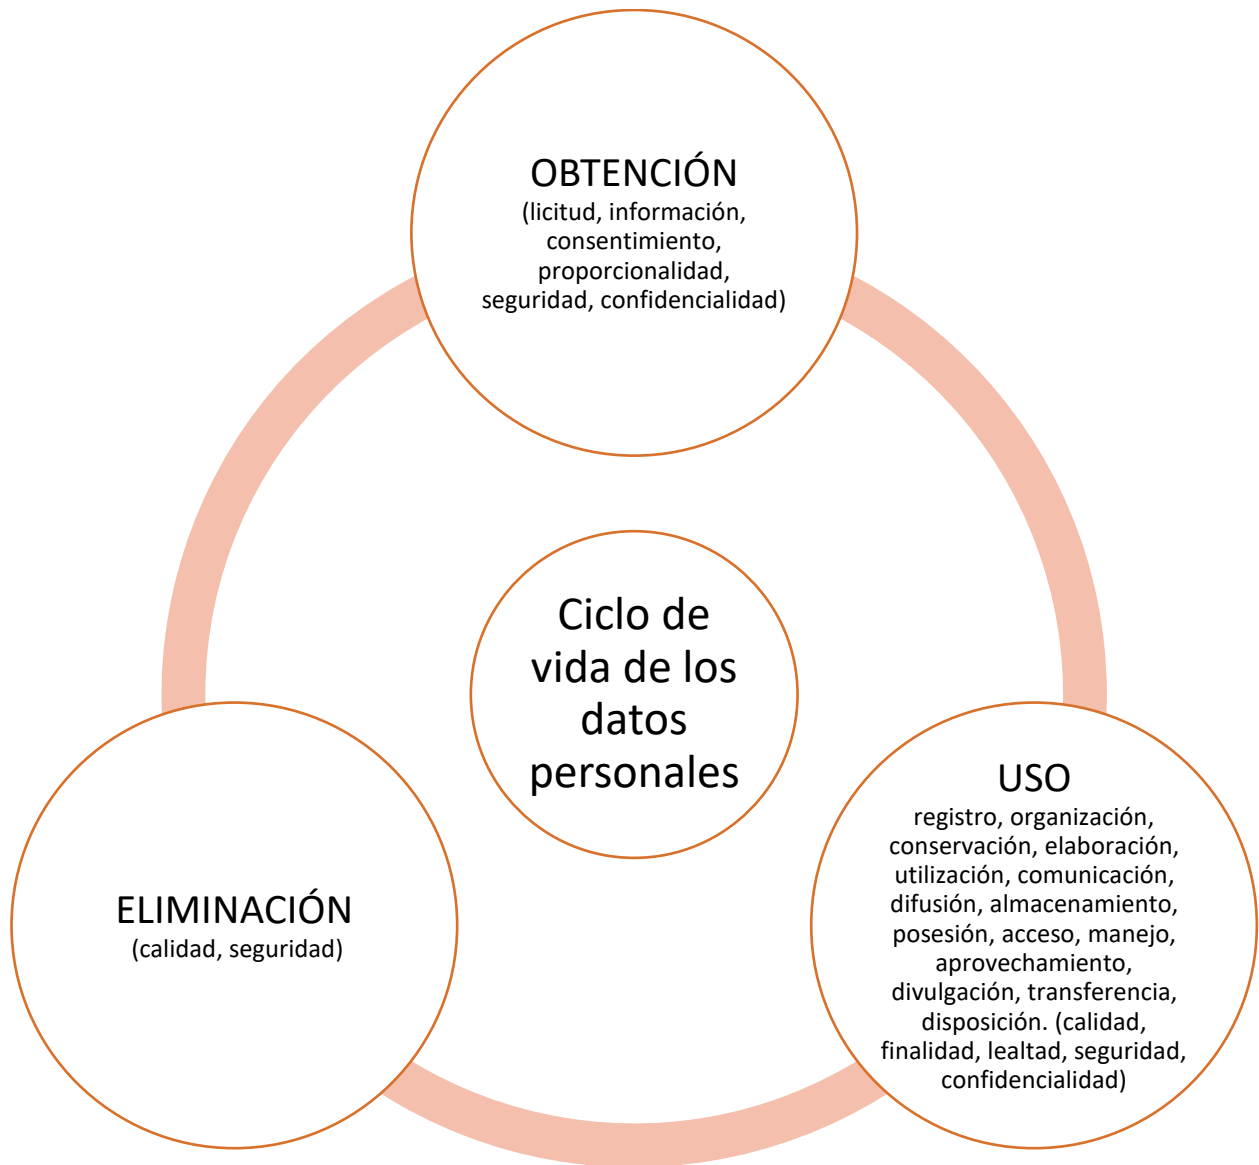 OBTENCIÓN
(licitud, información,
consentimiento,
proporcionalidad,
seguridad, confidencialidad)
Ciclo de
vida de los
datos
personales
USO
registro, organización,
conservación, elaboración,
utilización, comunicación,
difusión, almacenamiento,
posesión, acceso, manejo,
aprovechamiento,
divulgación, transferencia,
disposición. (calidad,
finalidad, lealtad, seguridad,
confidencialidad)
ELIMINACIÓN
(calidad, seguridad)